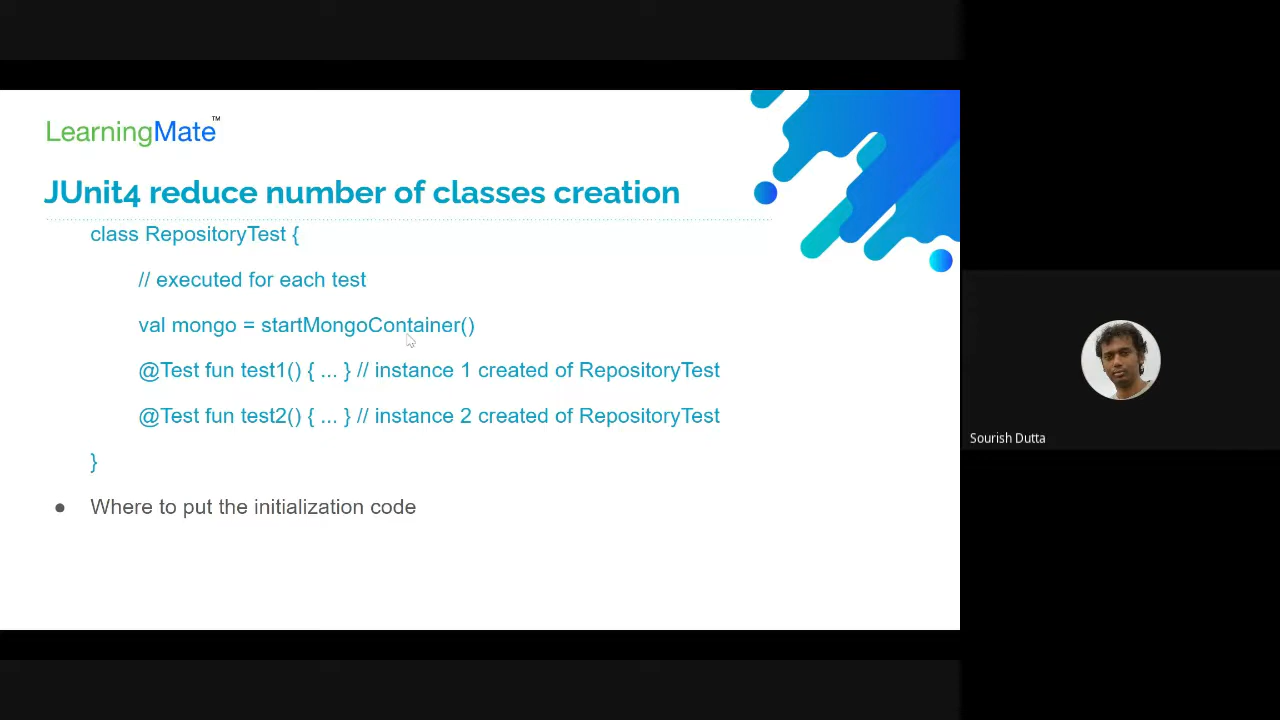 LearningMate™
JUnit4 reduce number of classes creation
class RepositoryTest {
// executed for each test
val mongo = startMongoContainer()
@Test fun test1() { ... } // instance 1 created of RepositoryTest
@Test fun test2() { ... } // instance 2 created of RepositoryTest
}
● Where to put the initialization code
Sourish Dutta